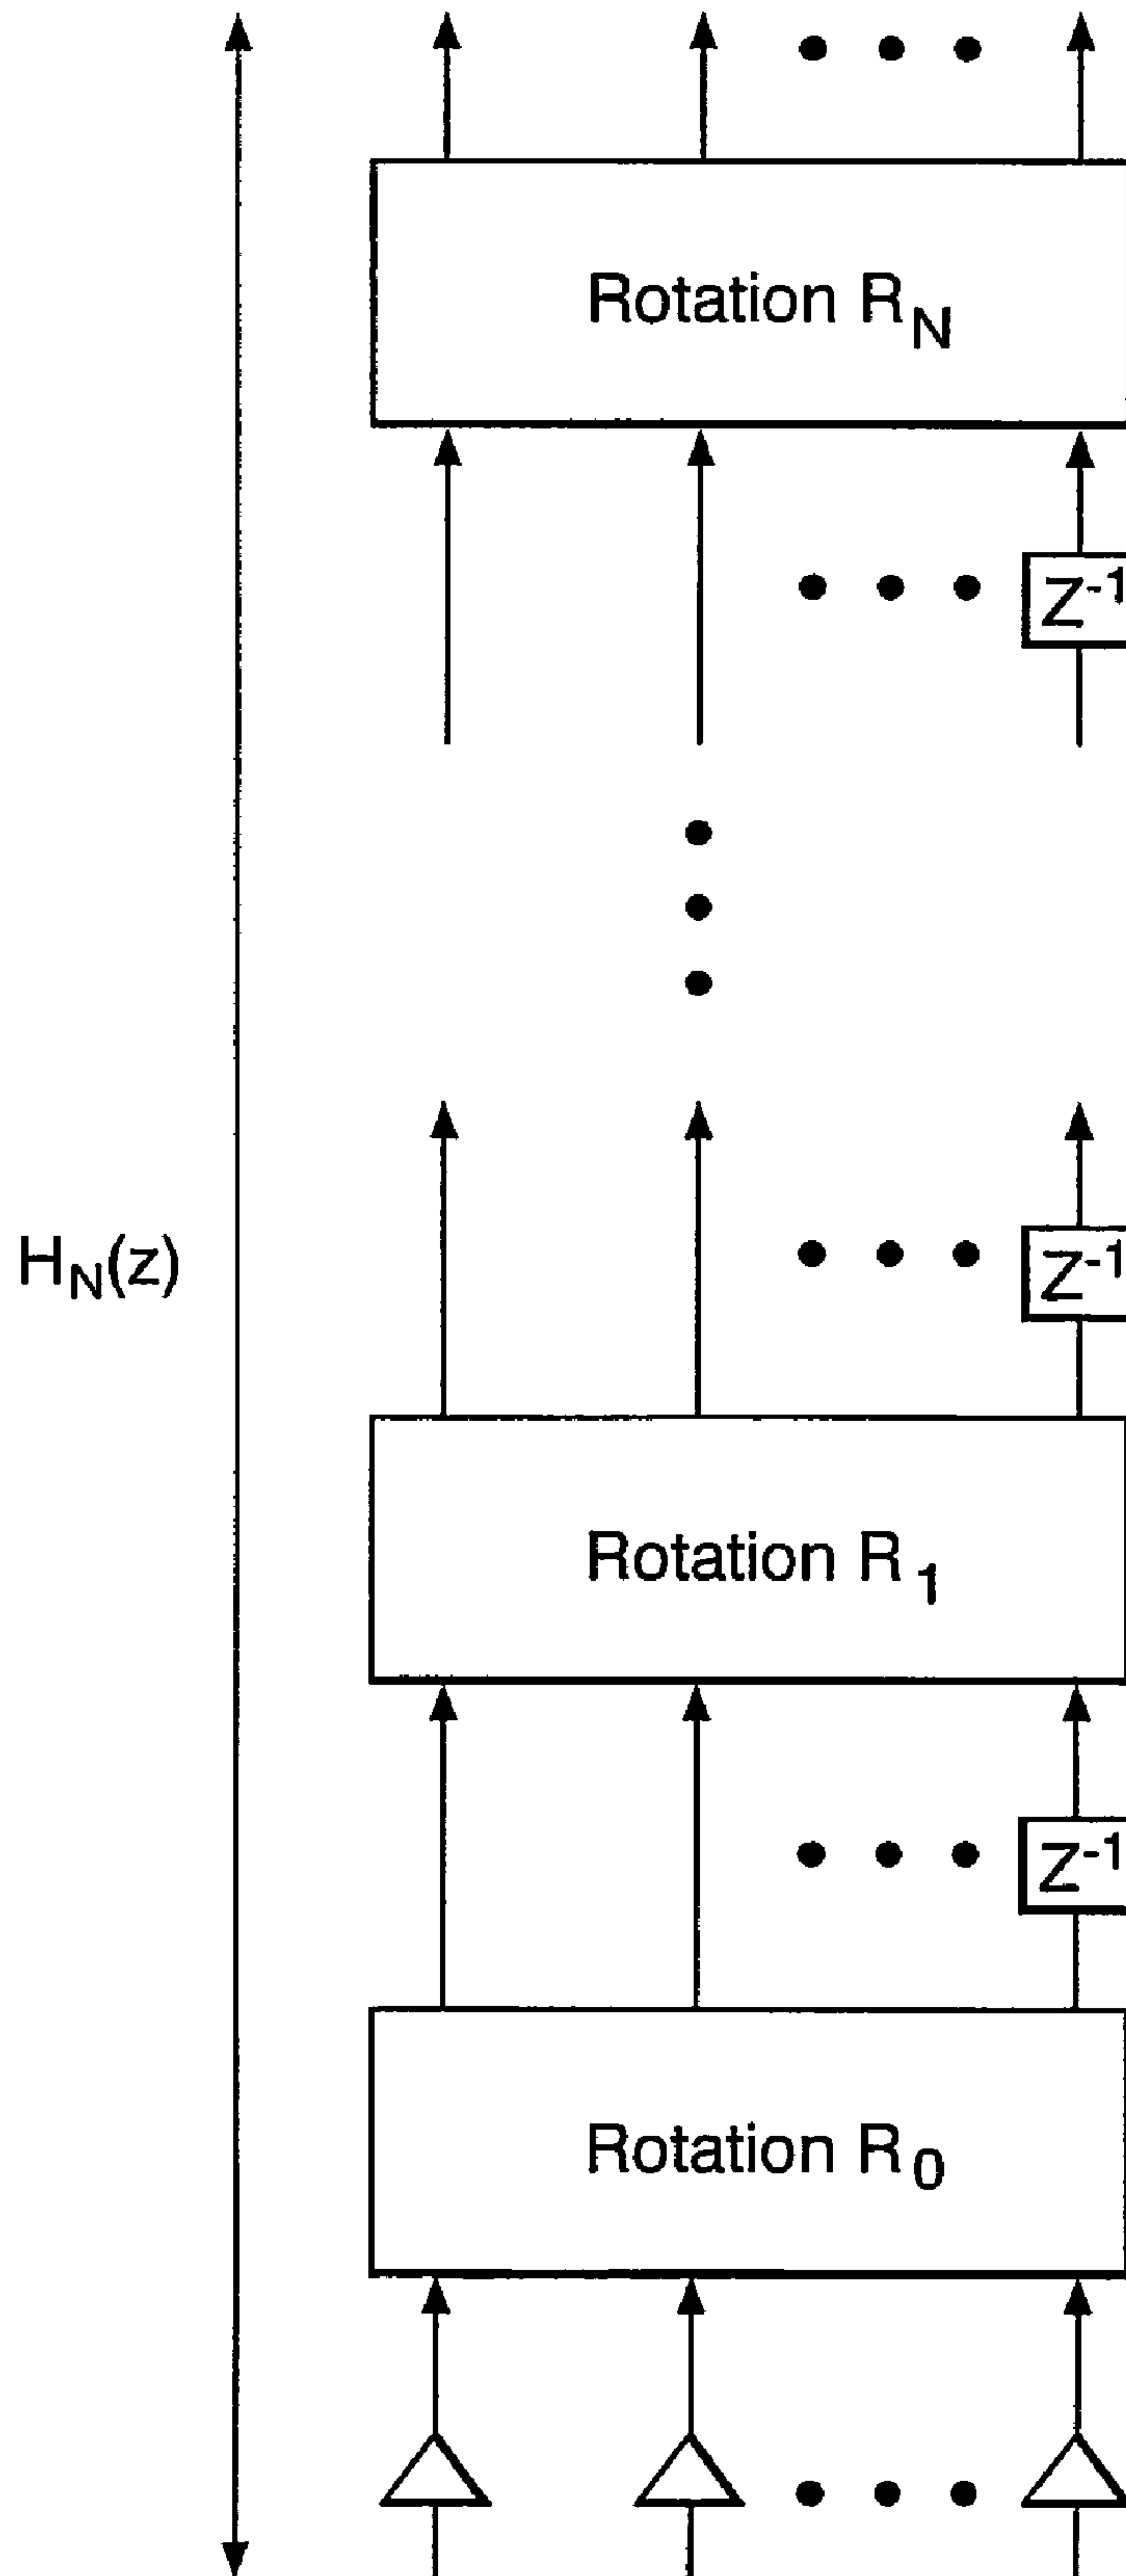 Rotation R_N
Z^-1
H_N(z)
Z^-1
Rotation R_1
Z^-1
Rotation R_0